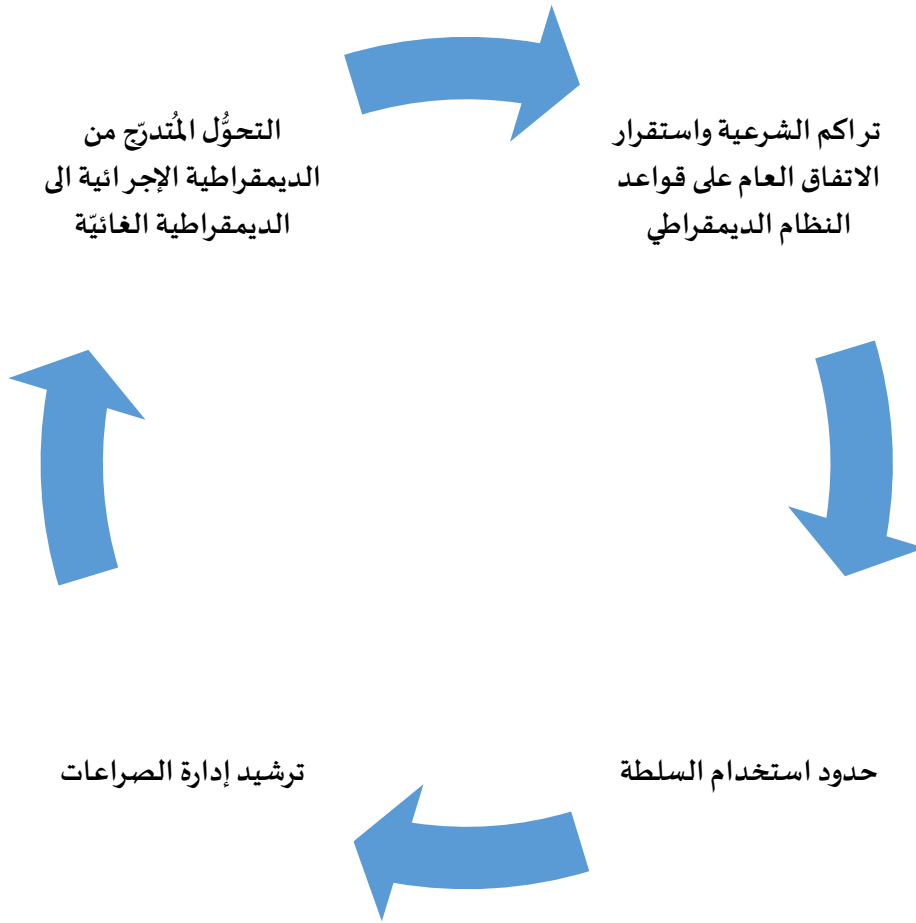 تراكم الشرعية واستقرار
الاتفاق العام على قواعد
النظام الديمقراطي
حدود استخدام السلطة
ترشيد إدارة الصراعات
التحوُّل المُتدرّج من
الديمقراطية الإجرائية الى
الديمقراطية الغائيّة